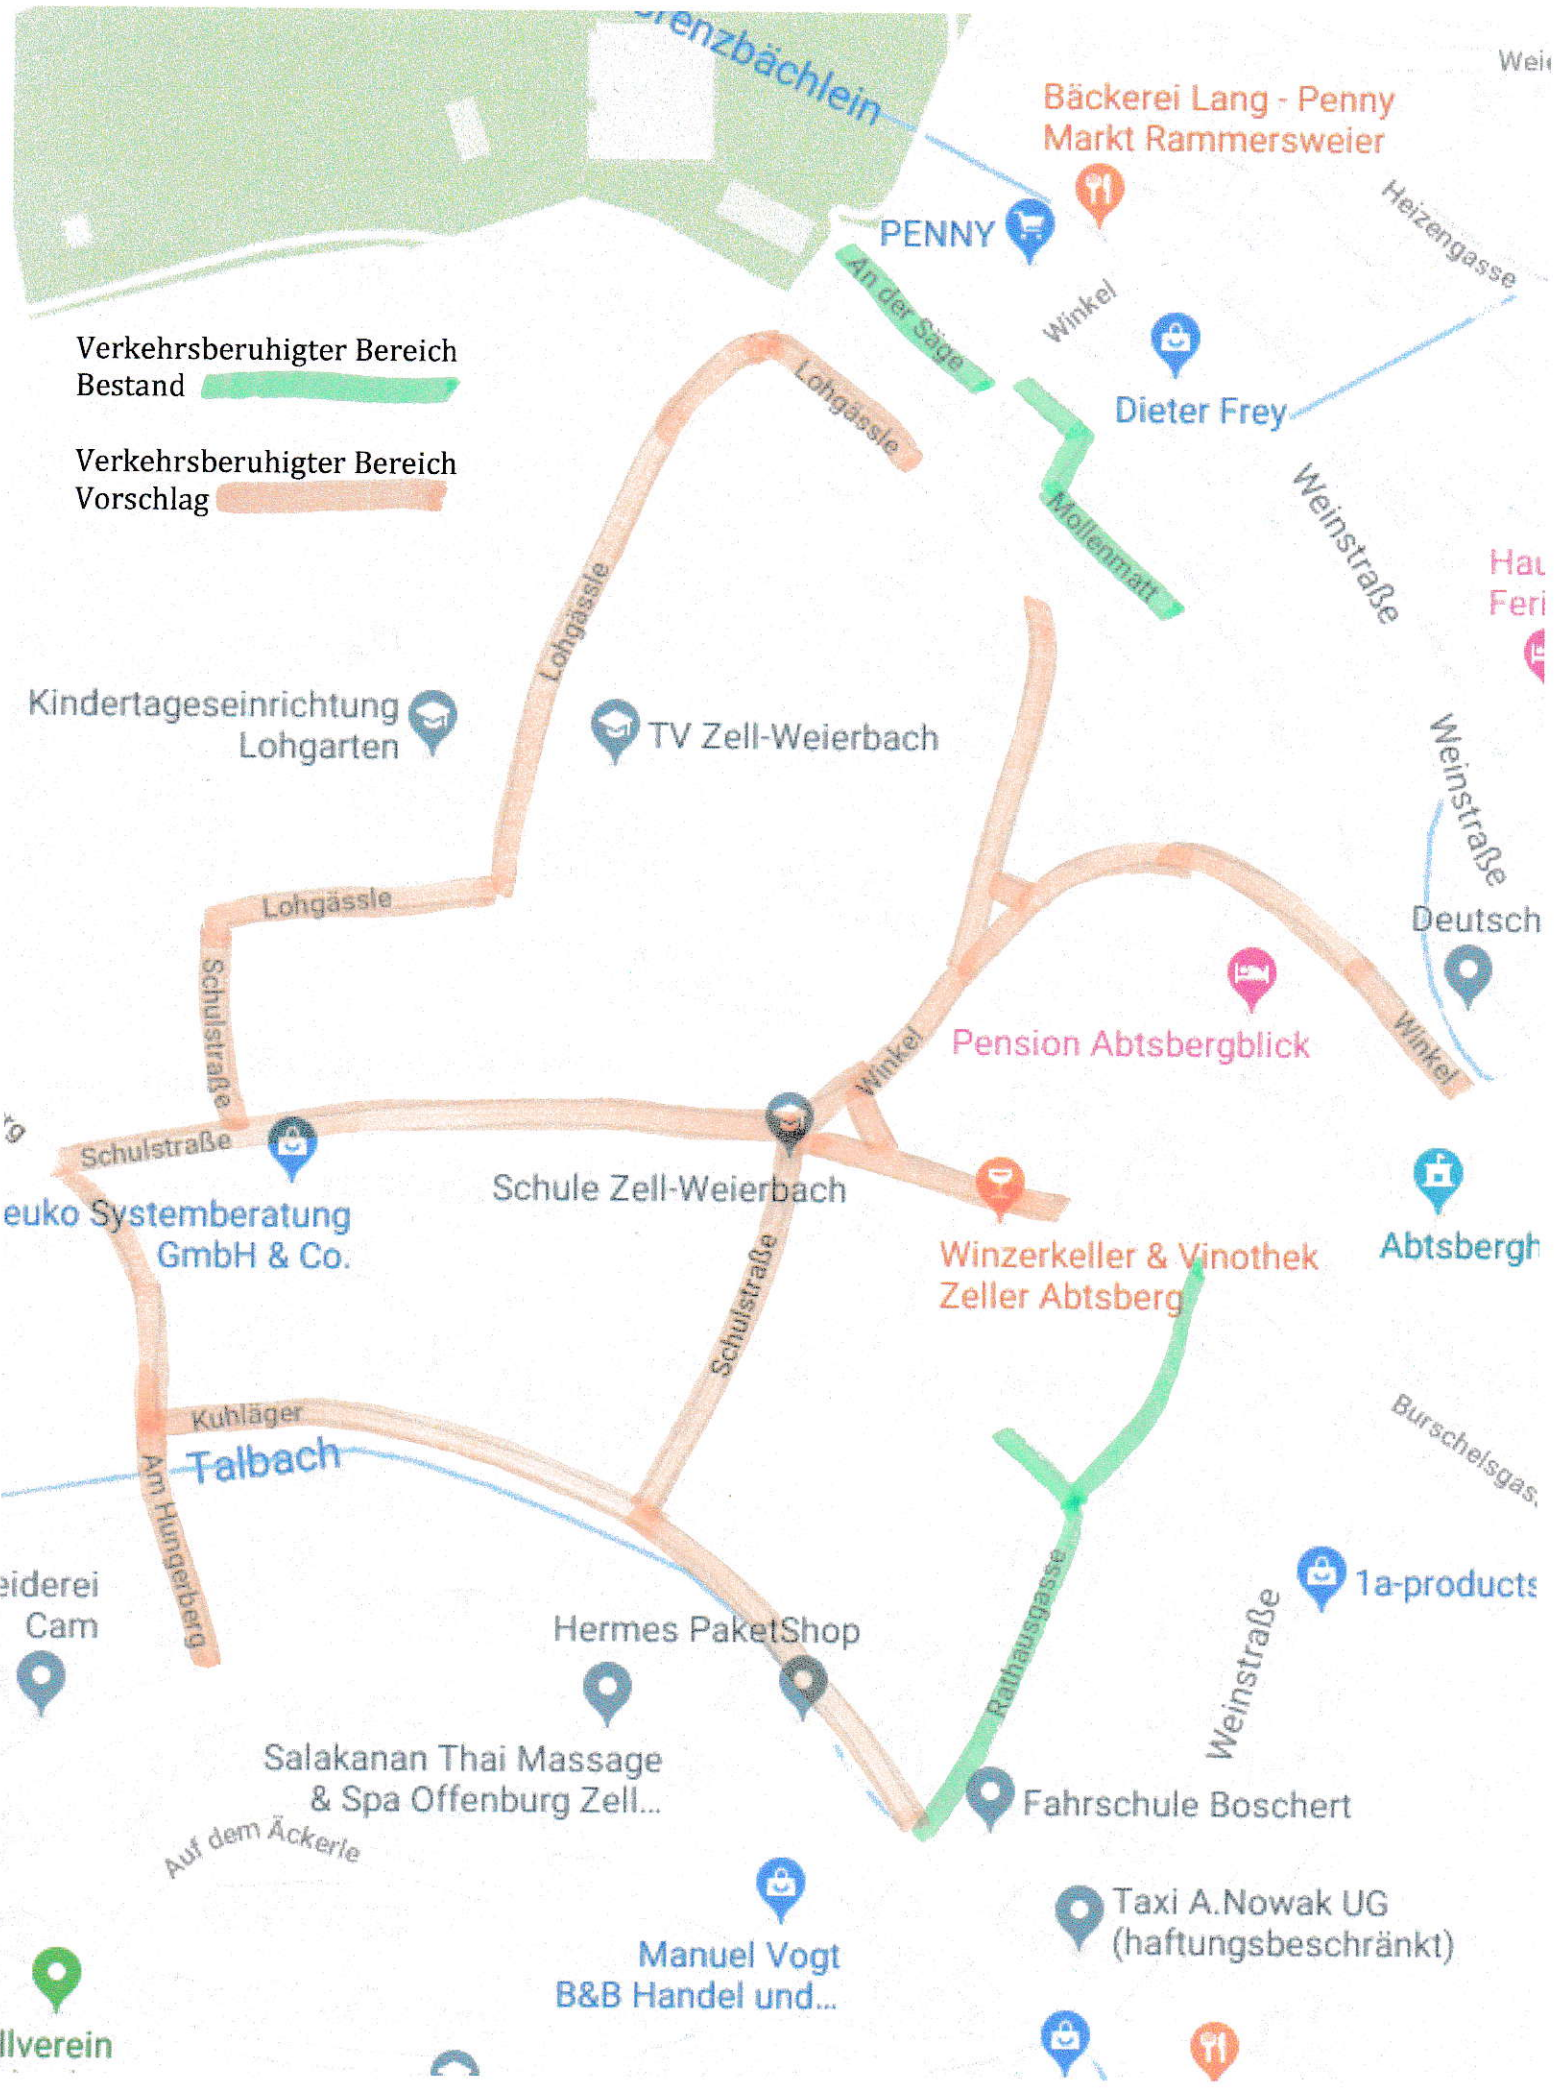 Bäckerei Lang - Penny
Markt Rammersweier
PENNY
Heizengasse
Winkel
An der Säge
Verkehrsberuhigter Bereich
Bestand
Lohgässle
Dieter Frey
Verkehrsberuhigter Bereich
Vorschlag
Mollenmatt
Weinstraße
Lohgässle
Kindertageseinrichtung
Lohgarten
TV Zell-Weierbach
Weinstraße
Lohgässle
Deutsch
Schulstraße
Winkel
Pension Abtsbergblick
Winkel
Schulstraße
Schule Zell-Weierbach
euko Systemberatung
GmbH & Co.
Winzerkeller & Vinothek
Zeller Abtsberg
Abtsbergh
Schulstraße
Kuhläger
Talbach
Am Hungerberg
Burschelsgas
eiderei
Cam
1a-products
Hermes PaketShop
Rathausgasse
Weinstraße
Salakanan Thai Massage
& Spa Offenburg Zell...
Fahrschule Boschert
Auf dem Äckerle
Taxi A.Nowak UG
(haftungsbeschränkt)
Manuel Vogt
B&B Handel und...
llverein